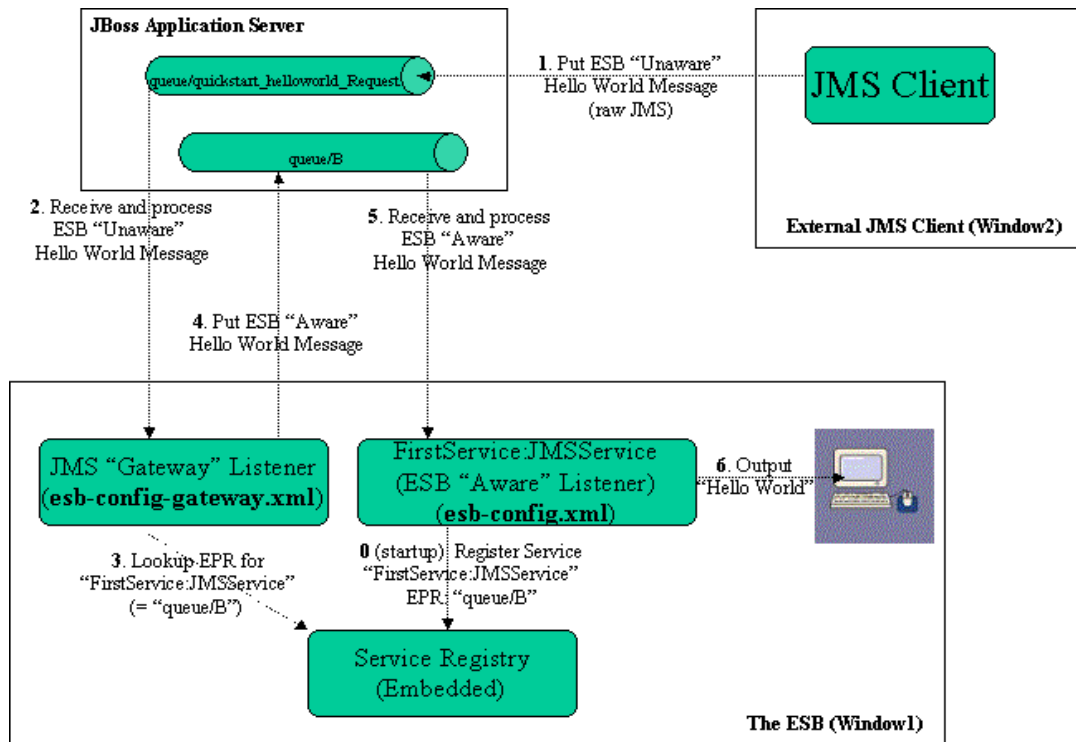 JBoss Application Server
queue/quickstart_helloworld_Request
queue/B
1. Put ESB “Unaware”
Hello World Message
(raw JMS)
JMS Client
External JMS Client (Window2)
2. Receive and process
ESB “Unaware”
Hello World Message
5. Receive and process
ESB “Aware”
Hello World Message
4. Put ESB “Aware”
Hello World Message
JMS “Gateway” Listener
(esb-config-gateway.xml)
FirstService:JMSService
(ESB “Aware” Listener)
(esb-config.xml)
6. Output
“Hello World”
3. Lookup EPR for
“FirstService:JMSService”
(= “queue/B”)
0 (startup) Register Service
“FirstService:JMSService”
EPR: “queue/B”
Service Registry
(Embedded)
The ESB (Window1)